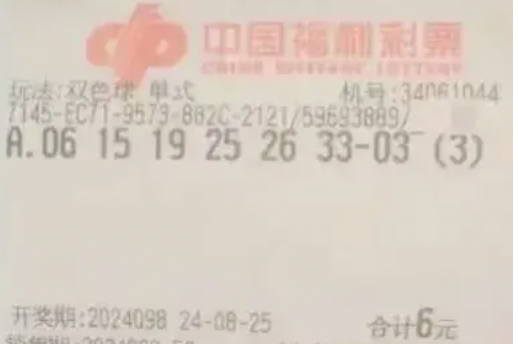 中国福利彩票
CHINA WELFARE LOTTERY
玩法:双色球 单式 机号:34061044
7145-EC71-9573-882C-2121/59693889/
A.06 15 19 25 26 33-03 (3)
开奖期:2024098 24-08-25 合计6元